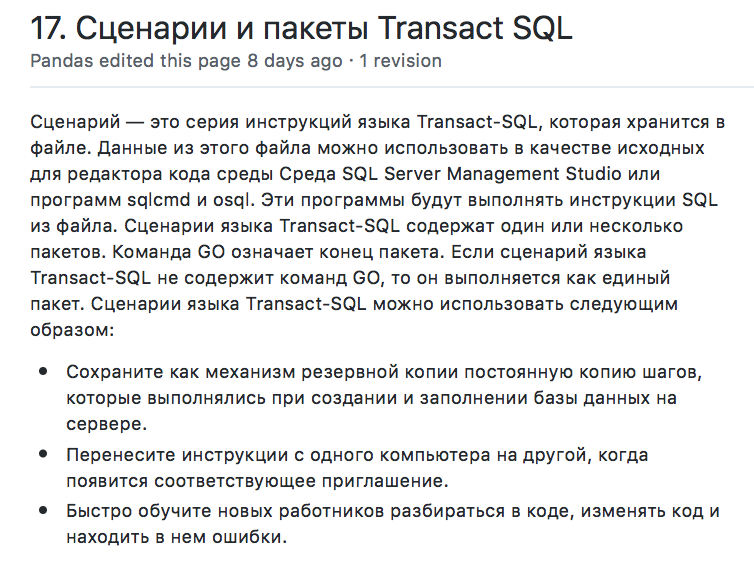 17. Сценарии и пакеты Transact SQL
Pandas edited this page 8 days ago · 1 revision
Сценарий — это серия инструкций языка Transact-SQL, которая хранится в
файле. Данные из этого файла можно использовать в качестве исходных
для редактора кода среды Среда SQL Server Management Studio или
программ sqlcmd и osql. Эти программы будут выполнять инструкции SQL
из файла. Сценарии языка Transact-SQL содержат один или несколько
пакетов. Команда GO означает конец пакета. Если сценарий языка
Transact-SQL не содержит команд GO, то он выполняется как единый
пакет. Сценарии языка Transact-SQL можно использовать следующим
образом:
• Сохраните как механизм резервной копии постоянную копию шагов,
которые выполнялись при создании и заполнении базы данных на
сервере.
• Перенесите инструкции с одного компьютера на другой, когда
появится соответствующее приглашение.
• Быстро обучите новых работников разбираться в коде, изменять код и
находить в нем ошибки.